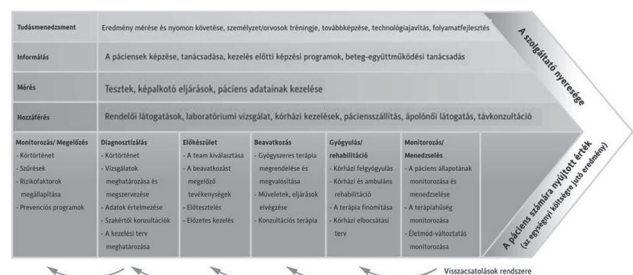 Tudásmenedzsment
Eredmény mérése és nyomon követése, személyzet/orvosok tréningje, továbbképzése, technológiajavítás, folyamatfejlesztés
Informálás
A páciensek képzése, tanácsadása, kezelés előtti képzési programok, beteg-együttműködési tanácsadás
Mérés
Tesztek, képalkotó eljárások, páciens adatainak kezelése
Hozzáférés
Rendelői látogatások, laboratóriumi vizsgálat, kórházi kezelések, páciensszállítás, ápolónői látogatás, távkonzultáció
Monitorozás/ Megelőzés
- Kórtörténet
- Szűrések
- Rizikófaktorok
megállapítása
- Prevenciós programok
Diagnosztizálás
- Kórtörténet
- Vizsgálatok
meghatározása és
megszervezése
- Adatok értelmezése
- Szakértői konzultációk
- A kezelési terv
meghatározása
Előkészület
- A team kiválasztása
- A beavatkozást
megelőző
tevékenységek
- Előtesztelés
- Előzetes kezelés
Beavatkozás
- Gyógyszeres terápia
megrendelése és
megvalósítása
- Műveletek, eljárások
elvégzése
- Konzultációs terápia
Gyógyulás/
rehabilitáció
- Kórházi felgyógyulás
- Kórházi és ambuláns
rehabilitáció
- A terápia finomítása
- Kórházi elbocsátási
terv
Monitorozás/
Menedzselés
- A páciens állapotának
monitorozása és
menedzselése
- A terápiahűség
monitorozása
- Életmód-változtatás
monitorozása
A szolgáltató nyeresége
A páciens számára nyújtott érték
(az egységnyi költségre jutó eredmény)
Visszacsatolások rendszere